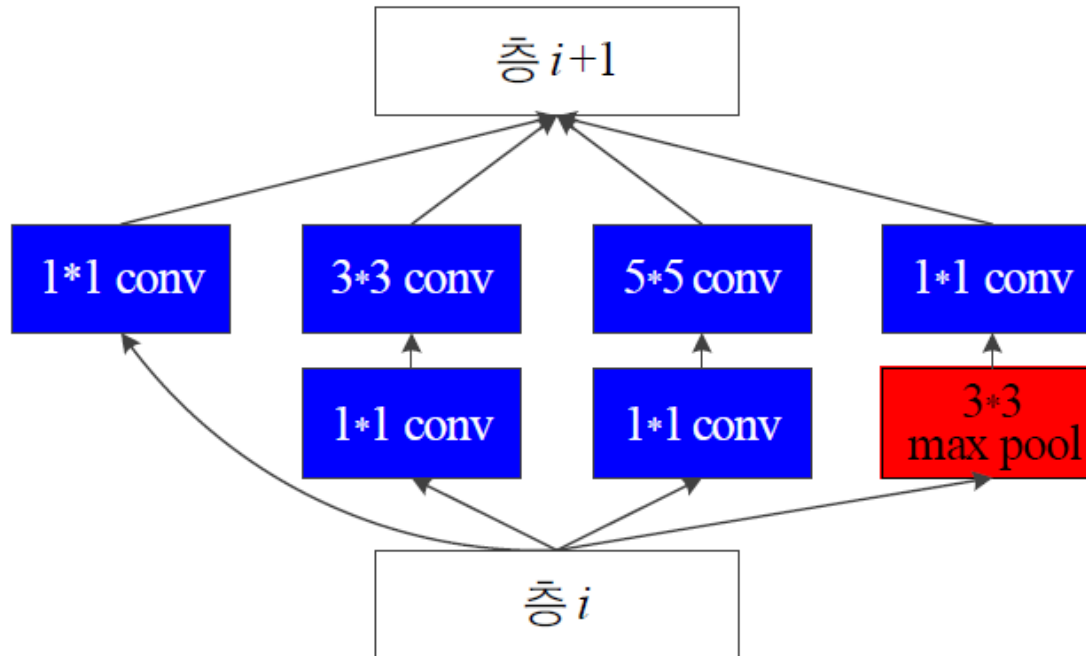 층 i+1
1*1 conv
3*3 conv
5*5 conv
1*1 conv
1*1 conv
1*1 conv
3*3
max pool
층 i